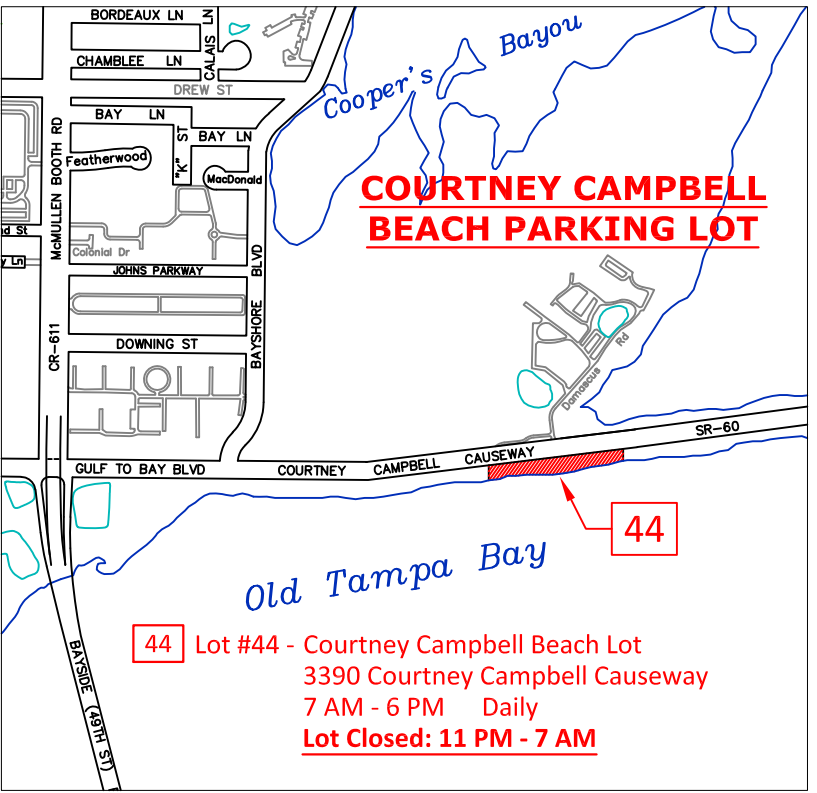 BORDEAUX LN
CALAIS LN
CHAMBLEE LN
DREW ST
BAY LN
"K" ST
BAY LN
Featherwood
MacDonald
McMULLEN BOOTH RD
CR-611
nd St
y Ln
Colonial Dr
JOHNS PARKWAY
DOWNING ST
BAYSHORE BLVD
Cooper's Bayou
COURTNEY CAMPBELL
BEACH PARKING LOT
Damascus Rd
SR-60
GULF TO BAY BLVD
COURTNEY CAMPBELL CAUSEWAY
44
Old Tampa Bay
BAYSIDE (49TH ST)
44 Lot #44 - Courtney Campbell Beach Lot
3390 Courtney Campbell Causeway
7 AM - 6 PM Daily
Lot Closed: 11 PM - 7 AM